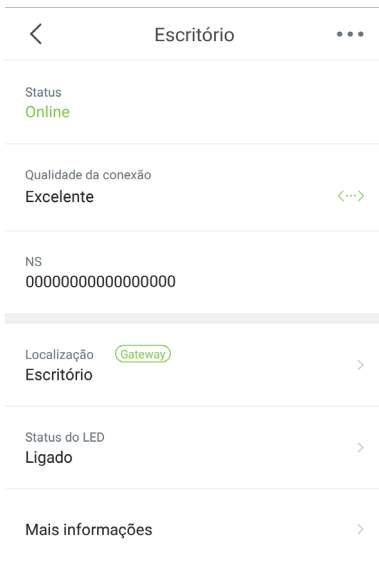 Escritório
Status
Online
Qualidade da conexão
Excelente
NS
00000000000000000
Localização Gateway
Escritório
Status do LED
Ligado
Mais informações